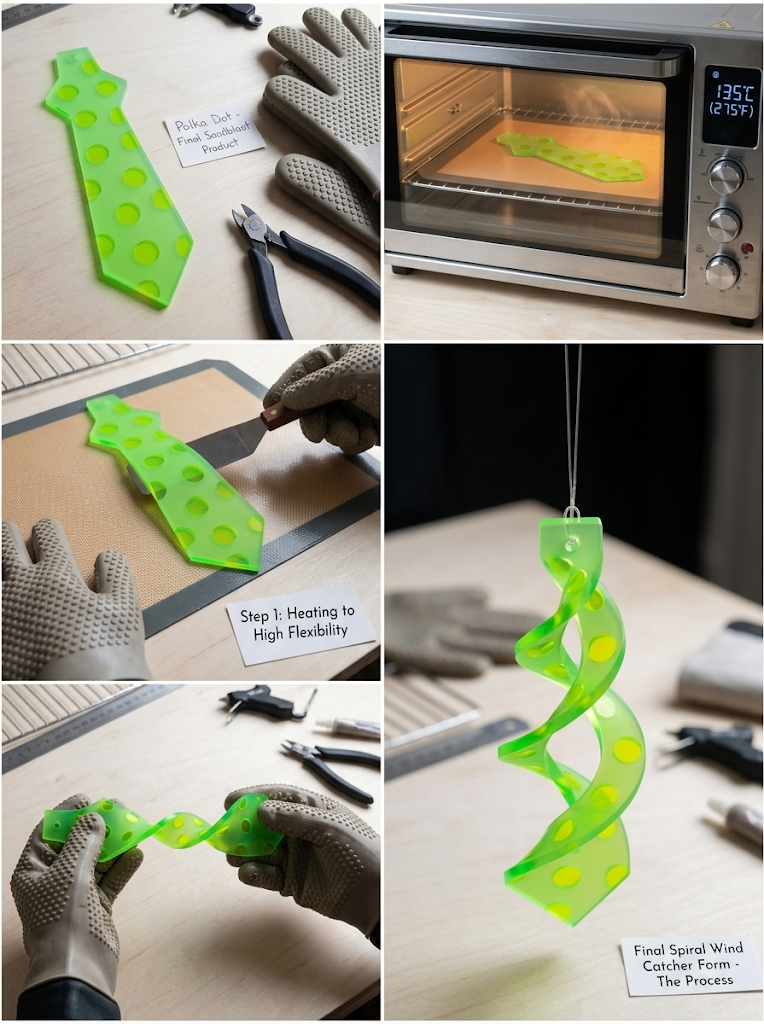 Polka Dot -
Final Sandblast
Product
135°C
(275°F)
Step 1: Heating to
High Flexibility
Final Spiral Wind
Catcher Form -
The Process